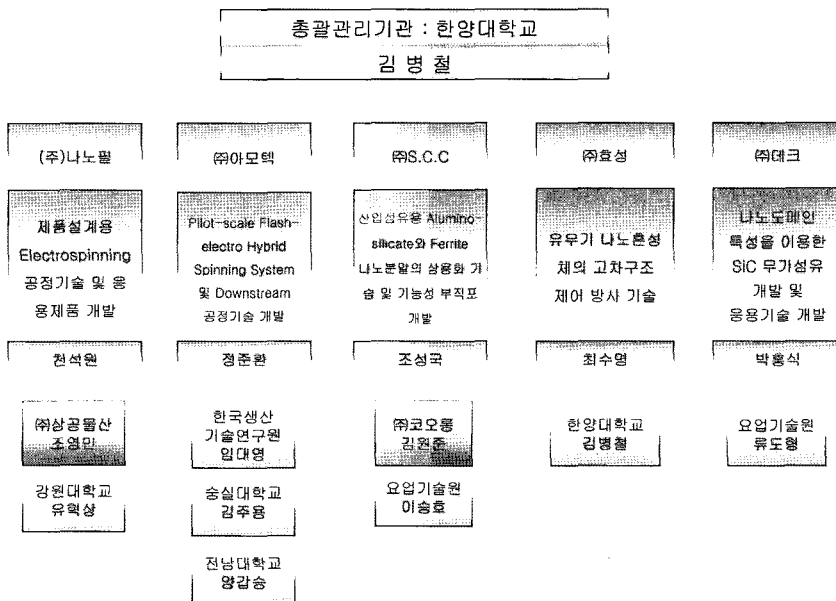 총괄관리기관 : 한양대학교
김 병 철
(주)나노필
제품설계용
Electrospinning
공정기술 및 응
용제품 개발
천석원
㈜상공물산
조영민
강원대학교
유혁상
㈜아모텍
Pilot-scale Flash-
electro Hybrid
Spinning System
및 Downstream
공정기술 개발
정준환
한국생산
기술연구원
임대영
숭실대학교
김주용
전남대학교
양갑승
㈜S.C.C
산업섬유용 Alumino-
silicate와 Ferrite
나노분말의 상용화 기
술 및 기능성 부직포
개발
조성국
㈜코오롱
김원준
요업기술원
이승호
㈜효성
유무기 나노혼성
체의 고차구조
제어 방사 기술
최수명
한양대학교
김병철
㈜데크
나노도메인
특성을 이용한
SiC 무기섬유
개발 및
응용기술 개발
박홍식
요업기술원
류도형